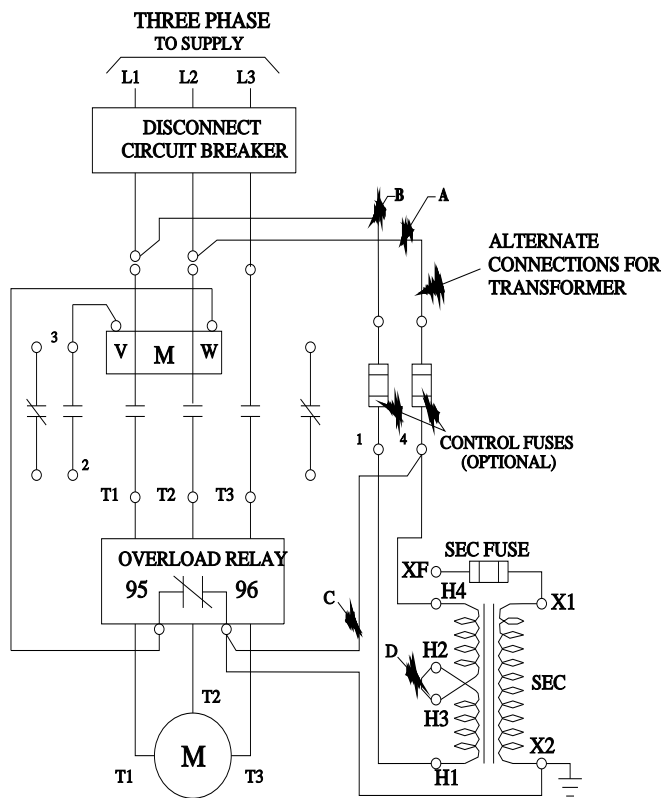 THREE PHASE
TO SUPPLY
L1 L2 L3
DISCONNECT
CIRCUIT BREAKER
B A
ALTERNATE
CONNECTIONS FOR
TRANSFORMER
3 V M W
1 4
CONTROL FUSES
(OPTIONAL)
2
T1 T2 T3
OVERLOAD RELAY
95 96
SEC FUSE
XF
H4 X1
C
D H2
SEC
H3
T2
M
T1 T3
X2
H1